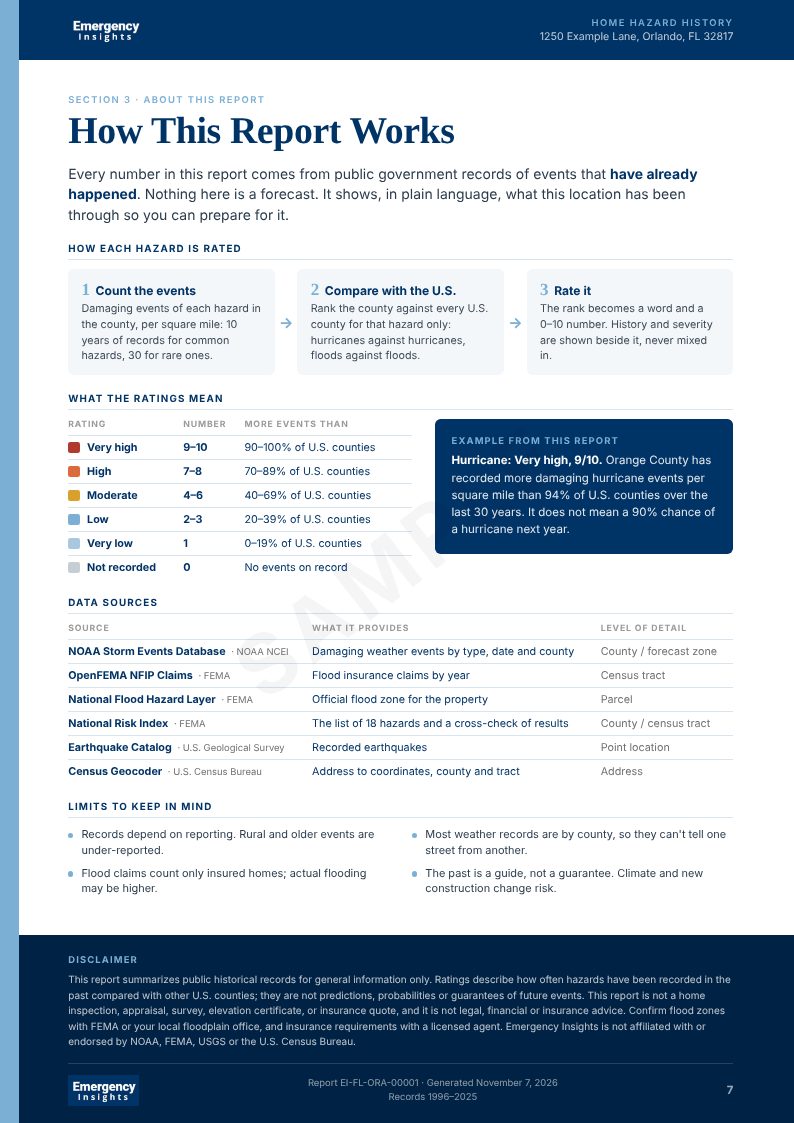 Emergency
Insights
HOME HAZARD HISTORY
1250 Example Lane, Orlando, FL 32817
SECTION 3 · ABOUT THIS REPORT
How This Report Works
Every number in this report comes from public government records of events that have already
happened. Nothing here is a forecast. It shows, in plain language, what this location has been
through so you can prepare for it.
HOW EACH HAZARD IS RATED
1 Count the events
Damaging events of each hazard in
the county, per square mile: 10
years of records for common
hazards, 30 for rare ones.
→
2 Compare with the U.S.
Rank the county against every U.S.
county for that hazard only:
hurricanes against hurricanes,
floods against floods.
→
3 Rate it
The rank becomes a word and a
0–10 number. History and severity
are shown beside it, never mixed
in.
WHAT THE RATINGS MEAN
RATING NUMBER MORE EVENTS THAN
Very high 9–10 90–100% of U.S. counties
High 7–8 70–89% of U.S. counties
Moderate 4–6 40–69% of U.S. counties
Low 2–3 20–39% of U.S. counties
Very low 1 0–19% of U.S. counties
Not recorded 0 No events on record
EXAMPLE FROM THIS REPORT
Hurricane: Very high, 9/10. Orange County has
recorded more damaging hurricane events per
square mile than 94% of U.S. counties over the
last 30 years. It does not mean a 90% chance of
a hurricane next year.
SAMP
DATA SOURCES
SOURCE WHAT IT PROVIDES LEVEL OF DETAIL
NOAA Storm Events Database · NOAA NCEI Damaging weather events by type, date and county County / forecast zone
OpenFEMA NFIP Claims · FEMA Flood insurance claims by year Census tract
National Flood Hazard Layer · FEMA Official flood zone for the property Parcel
National Risk Index · FEMA The list of 18 hazards and a cross-check of results County / census tract
Earthquake Catalog · U.S. Geological Survey Recorded earthquakes Point location
Census Geocoder · U.S. Census Bureau Address to coordinates, county and tract Address
LIMITS TO KEEP IN MIND
Records depend on reporting. Rural and older events are
under-reported.
Flood claims count only insured homes; actual flooding
may be higher.
Most weather records are by county, so they can't tell one
street from another.
The past is a guide, not a guarantee. Climate and new
construction change risk.
DISCLAIMER
This report summarizes public historical records for general information only. Ratings describe how often hazards have been recorded in the
past compared with other U.S. counties; they are not predictions, probabilities or guarantees of future events. This report is not a home
inspection, appraisal, survey, elevation certificate, or insurance quote, and it is not legal, financial or insurance advice. Confirm flood zones
with FEMA or your local floodplain office, and insurance requirements with a licensed agent. Emergency Insights is not affiliated with or
endorsed by NOAA, FEMA, USGS or the U.S. Census Bureau.
Emergency
Insights
Report EI-FL-ORA-00001 · Generated November 7, 2026
Records 1996–2025
7